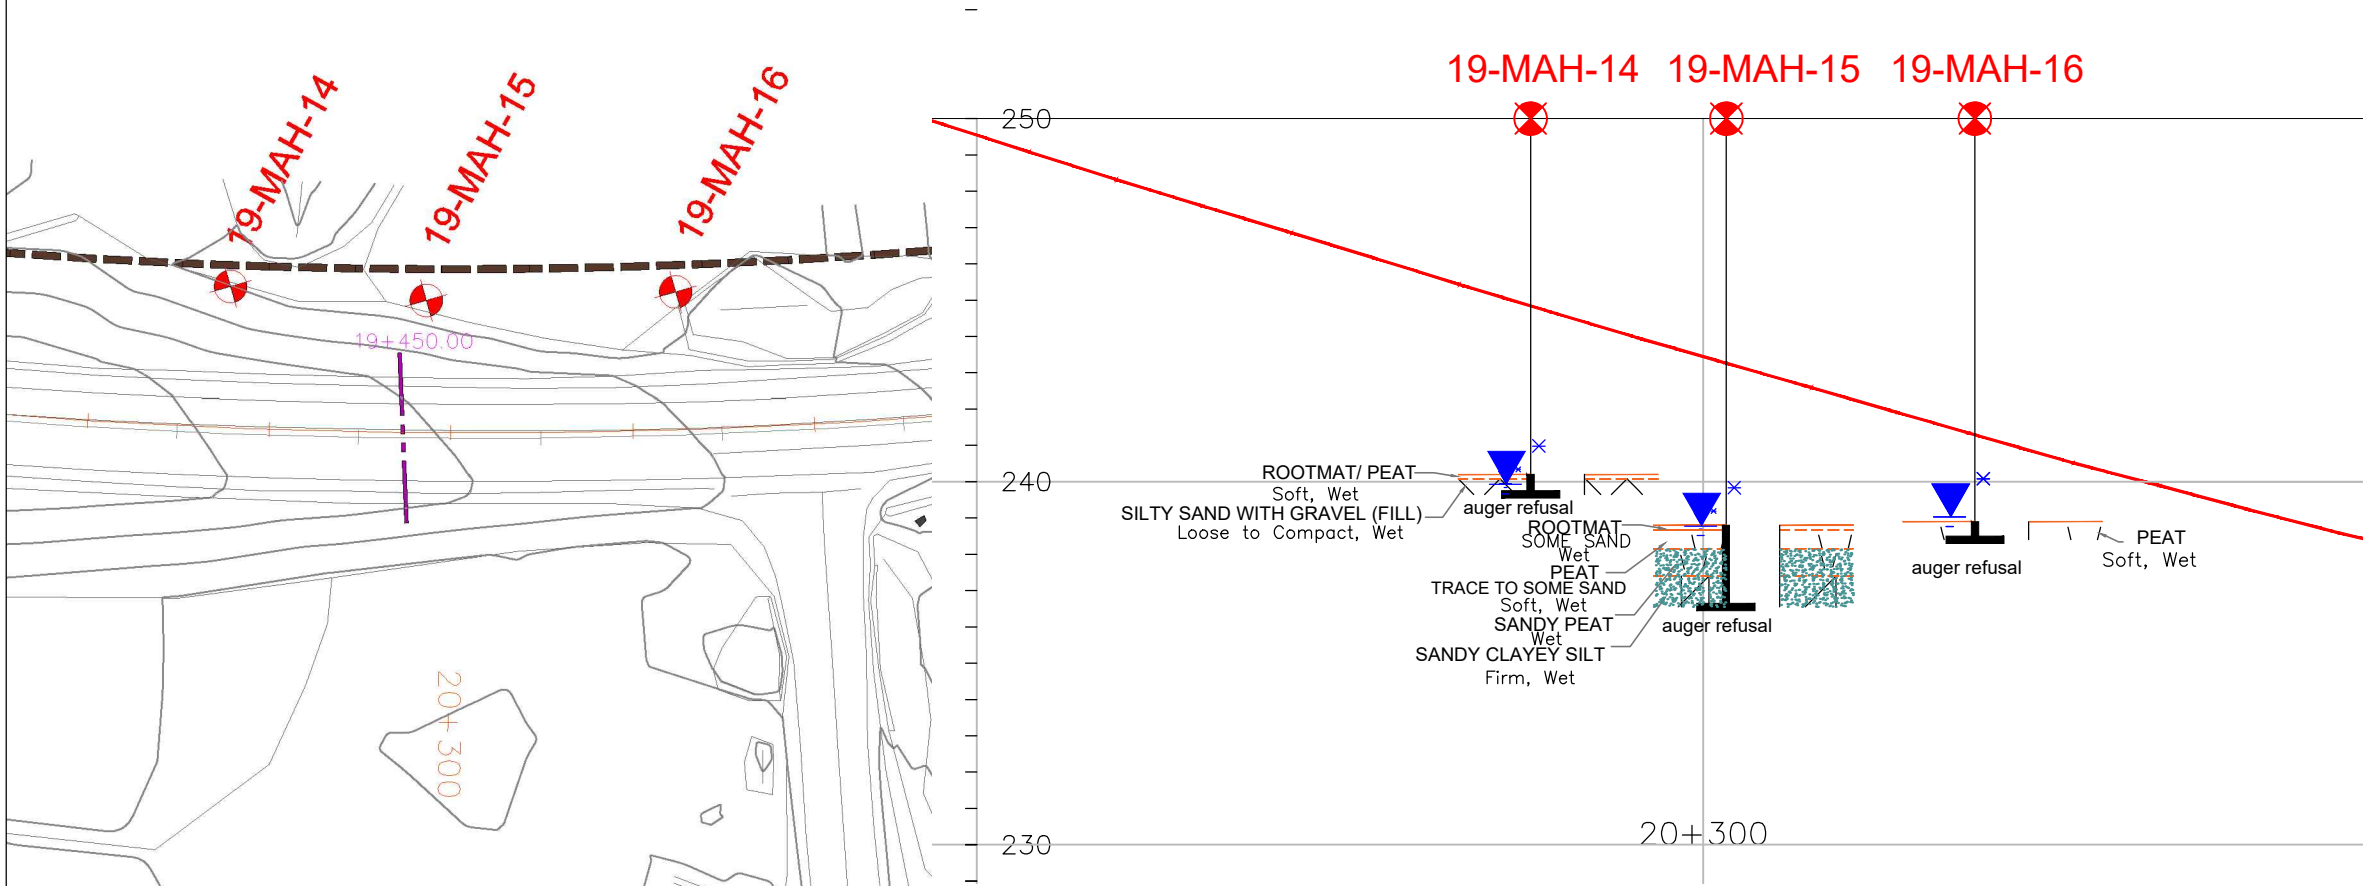 19-MAH-14
19-MAH-15
19-MAH-16
19+450.00
20+300
19-MAH-14 19-MAH-15 19-MAH-16
250
240
230
ROOTMAT/ PEAT
Soft, Wet
SILTY SAND WITH GRAVEL (FILL)
Loose to Compact, Wet
auger refusal
ROOTMAT
SOME SAND
Wet
PEAT
TRACE TO SOME SAND
Soft, Wet
SANDY PEAT
Wet
SANDY CLAYEY SILT
Firm, Wet
auger refusal
auger refusal
PEAT
Soft, Wet
20+300